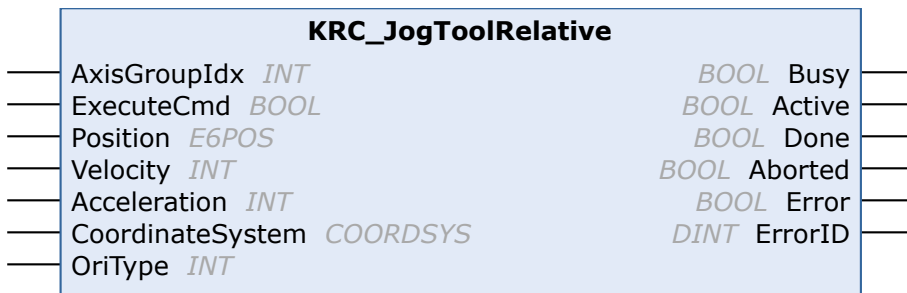 KRC_JogToolRelative
AxisGroupIdx INT BOOL Busy
ExecuteCmd BOOL BOOL Active
Position E6POS BOOL Done
Velocity INT BOOL Aborted
Acceleration INT BOOL Error
CoordinateSystem COORDSYS DINT ErrorID
OriType INT